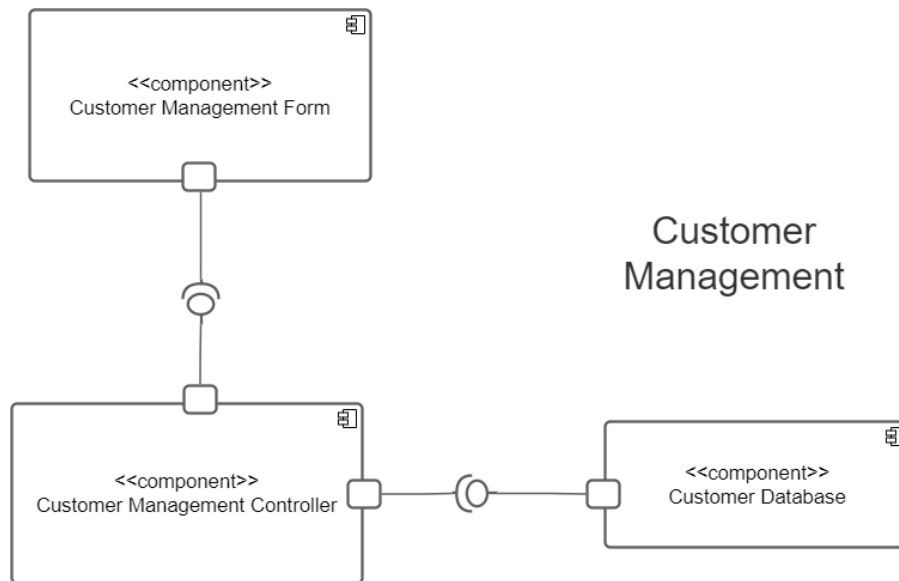 <<component>>
Customer Management Form
Customer
Management
<<component>>
Customer Management Controller
<<component>>
Customer Database